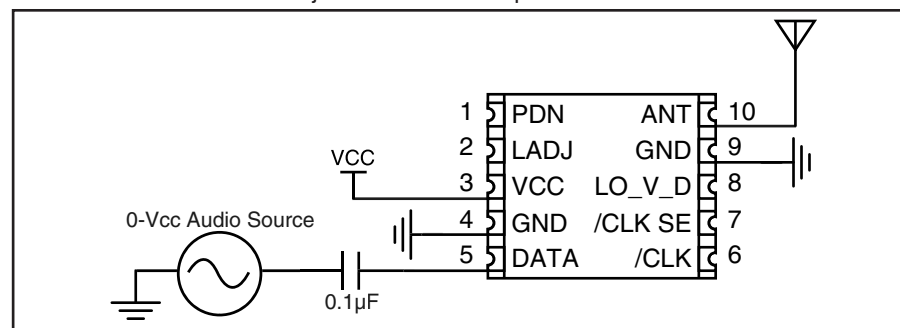 1 PDN ANT 10
2 LADJ GND 9
VCC
3 VCC LO_V_D 8
0-Vcc Audio Source
4 GND /CLK SE 7
5 DATA /CLK 6
0.1µF